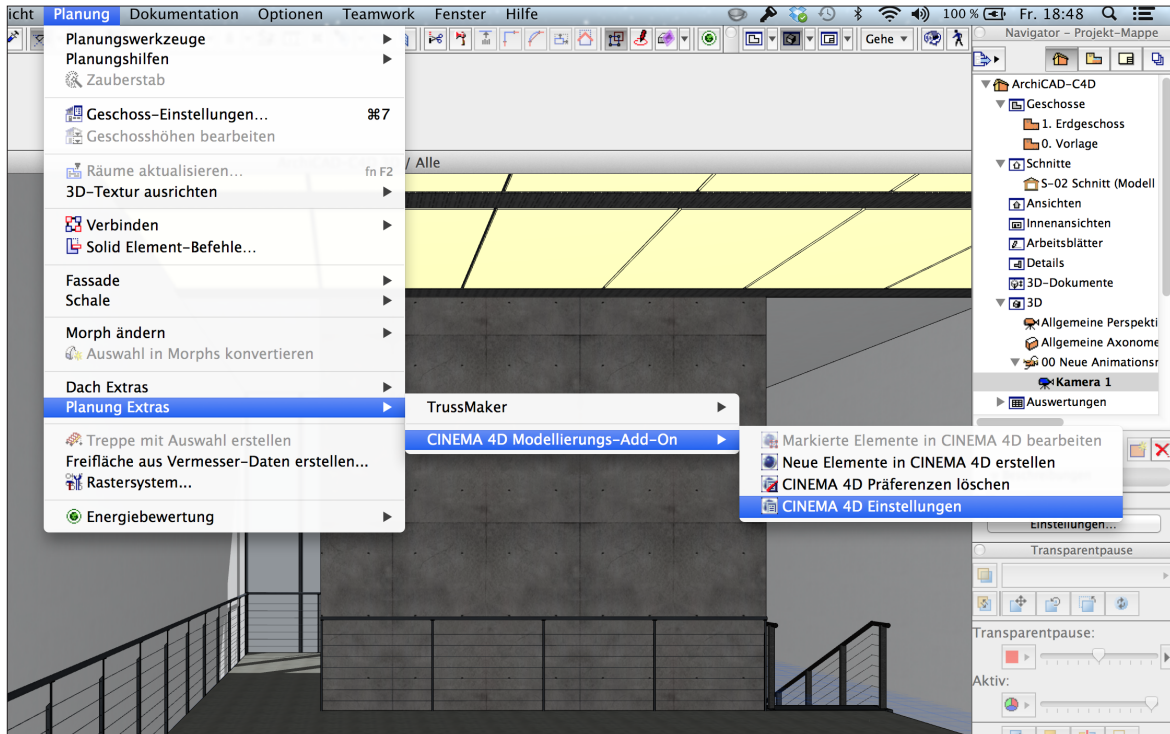 icht Planung Dokumentation Optionen Teamwork Fenster Hilfe 100 % Fr. 18:48
Planungswerkzeuge
Planungshilfen
Zauberstab
Geschoss-Einstellungen... ⌘7
Geschosshöhen bearbeiten
Räume aktualisieren... fn F2
3D-Textur ausrichten
Verbinden
Solid Element-Befehle...
Fassade
Schale
Morph ändern
Auswahl in Morphs konvertieren
Dach Extras
Planung Extras
Treppe mit Auswahl erstellen
Freifläche aus Vermesser-Daten erstellen...
Rastersystem...
Energiebewertung
TrussMaker
CINEMA 4D Modellierungs-Add-On
Markierte Elemente in CINEMA 4D bearbeiten
Neue Elemente in CINEMA 4D erstellen
CINEMA 4D Präferenzen löschen
CINEMA 4D Einstellungen
/ Alle
Gehe
Navigator - Projekt-Mappe
ArchiCAD-C4D
Geschosse
1. Erdgeschoss
0. Vorlage
Schnitte
S-02 Schnitt (Modell
Ansichten
Innenansichten
Arbeitsblätter
Details
3D-Dokumente
3D
Allgemeine Perspekti
Allgemeine Axonome
00 Neue Animationsr
Kamera 1
Auswertungen
Einstellungen...
Transparentpause
Transparentpause:
Aktiv: